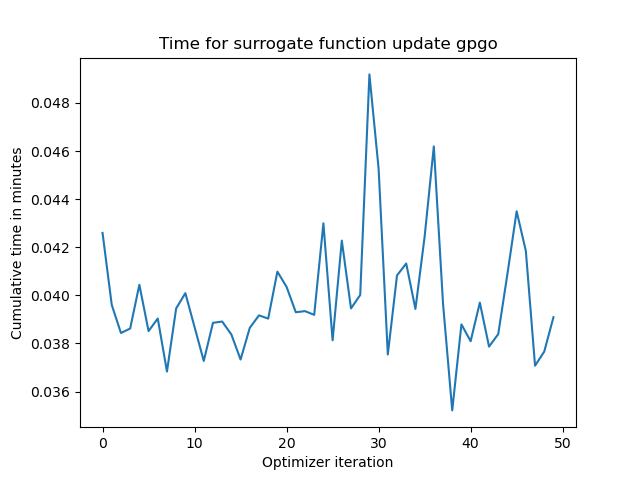 Time for surrogate function update gpgo
0.048
0.046
0.044
0.042
0.040
0.038
0.036
Cumulative time in minutes
0 10 20 30 40 50
Optimizer iteration